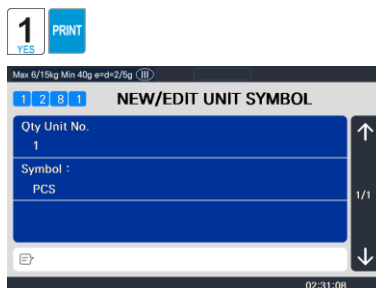 1
YES
PRINT
Max 6/15kg Min 40g e=d=2/5g (III)
1 2 8 1 NEW/EDIT UNIT SYMBOL
Qty Unit No.
1
Symbol :
PCS
1/1
02:31:08